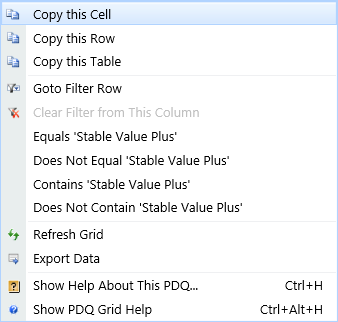 Copy this Cell
Copy this Row
Copy this Table
Goto Filter Row
Clear Filter from This Column
Equals 'Stable Value Plus'
Does Not Equal 'Stable Value Plus'
Contains 'Stable Value Plus'
Does Not Contain 'Stable Value Plus'
Refresh Grid
Export Data
Show Help About This PDQ... Ctrl+H
Show PDQ Grid Help Ctrl+Alt+H